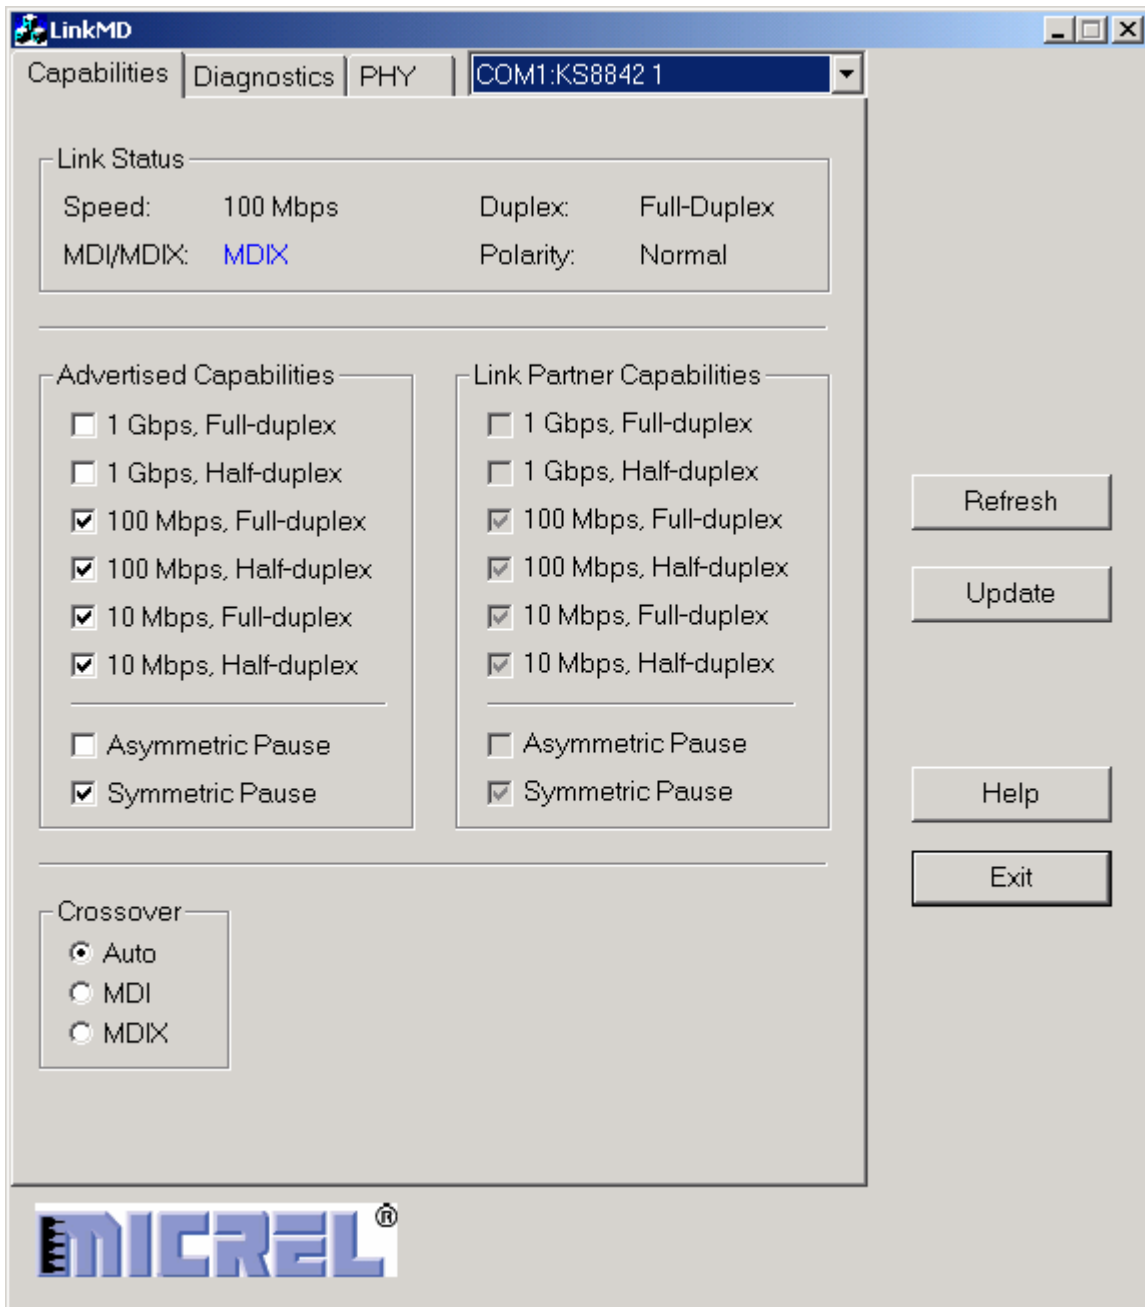 LinkMD
Capabilities Diagnostics PHY COM1:KS8842 1
Link Status
Speed: 100 Mbps Duplex: Full-Duplex
MDI/MDIX: MDIX Polarity: Normal
Advertised Capabilities
1 Gbps, Full-duplex
1 Gbps, Half-duplex
100 Mbps, Full-duplex
100 Mbps, Half-duplex
10 Mbps, Full-duplex
10 Mbps, Half-duplex
Asymmetric Pause
Symmetric Pause
Link Partner Capabilities
1 Gbps, Full-duplex
1 Gbps, Half-duplex
100 Mbps, Full-duplex
100 Mbps, Half-duplex
10 Mbps, Full-duplex
10 Mbps, Half-duplex
Asymmetric Pause
Symmetric Pause
Refresh
Update
Help
Exit
Crossover
Auto
MDI
MDIX
MICREL®